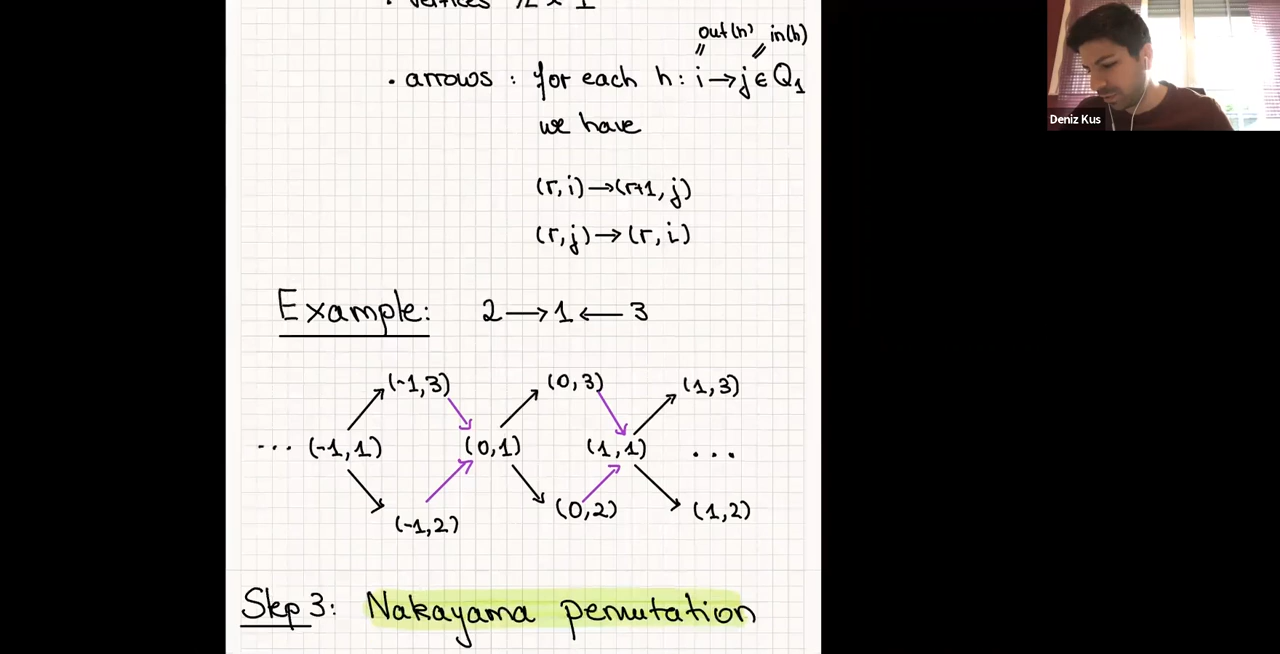 · vertices ℤ × I
out(h) in(h)
· arrows : for each h: i → j ∈ Q₁
we have
(r, i) → (r+1, j)
(r, j) → (r, i)
Example: 2 → 1 ← 3
(-1,3) (0,3) (1,3)
... (-1,1) (0,1) (1,1) ...
(-1,2) (0,2) (1,2)
Step 3: Nakayama permutation
Deniz Kus